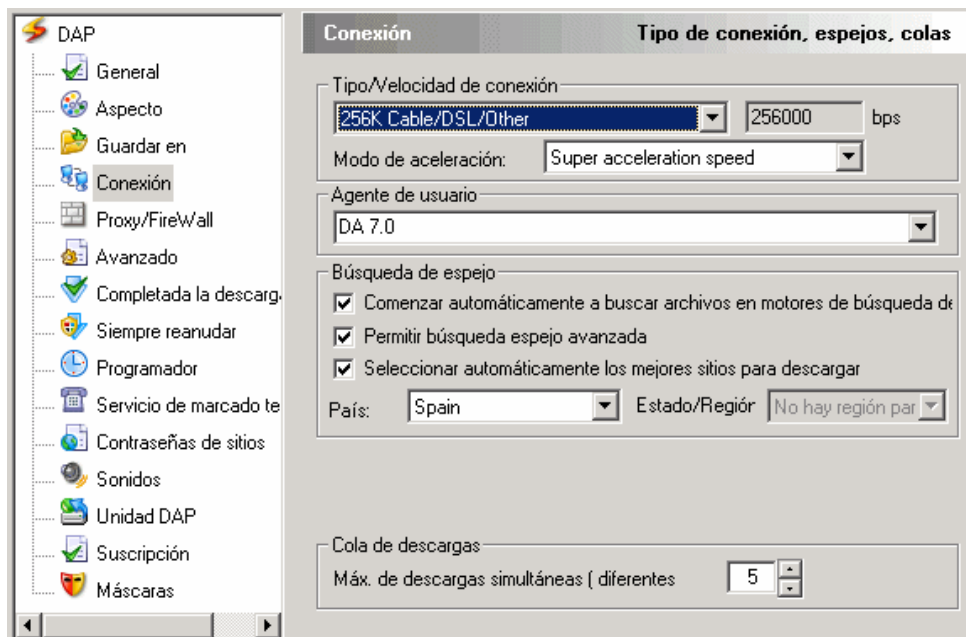 DAP
General
Aspecto
Guardar en
Conexión
Proxy/FireWall
Avanzado
Completada la descarg
Siempre reanudar
Programador
Servicio de marcado te
Contraseñas de sitios
Sonidos
Unidad DAP
Suscripción
Máscaras
Conexión Tipo de conexión, espejos, colas
Tipo/Velocidad de conexión
256K Cable/DSL/Other 256000 bps
Modo de aceleración: Super acceleration speed
Agente de usuario
DA 7.0
Búsqueda de espejo
Comenzar automáticamente a buscar archivos en motores de búsqueda de
Permitir búsqueda espejo avanzada
Seleccionar automáticamente los mejores sitios para descargar
País: Spain Estado/Regiór No hay región par
Cola de descargas
Máx. de descargas simultáneas ( diferentes 5